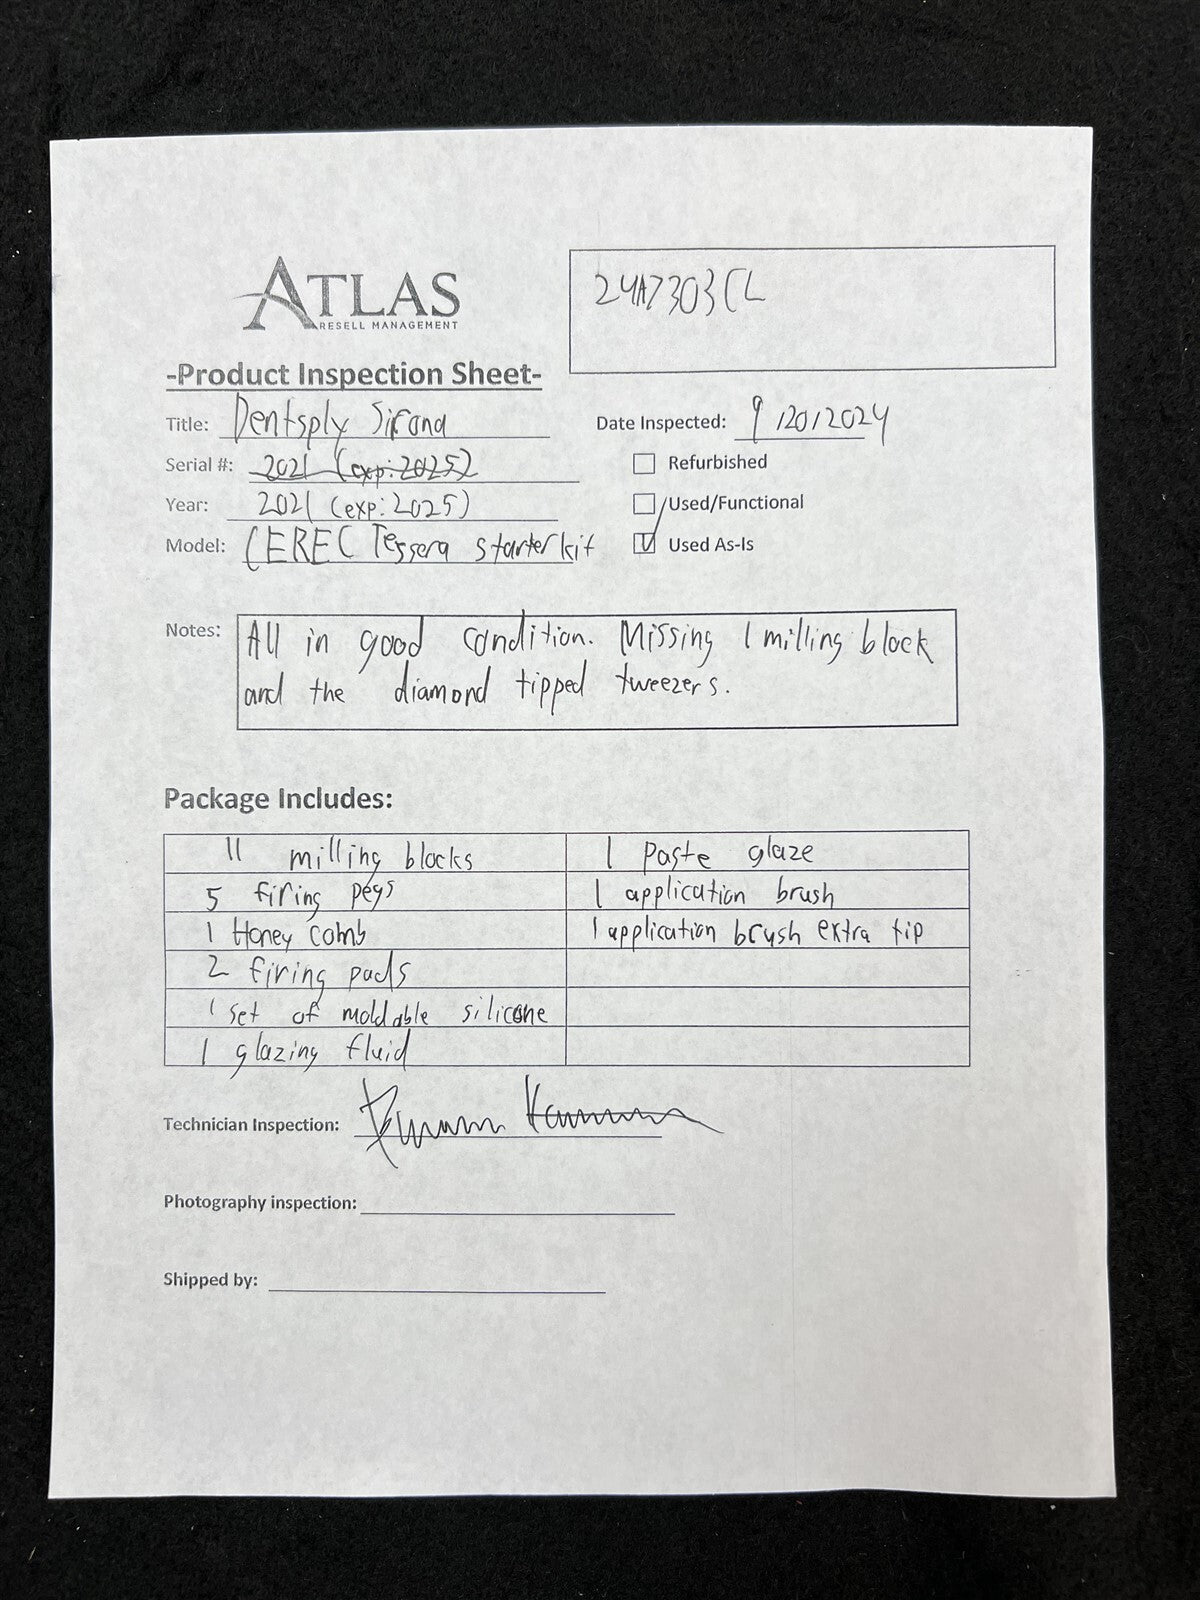 ATLAS
RESELL MANAGEMENT
24A7303CL
-Product Inspection Sheet-
Title: Dentsply Sirona
Date Inspected: 9/20/2024
Serial #: 2021 (exp:2025)
Refurbished
Year: 2021 (exp:2025)
Used/Functional
Model: CEREC Tessera starter kit
Used As-Is
Notes: All in good condition. Missing 1 milling block
and the diamond tipped tweezers.
Package Includes:
11 milling blocks 1 Paste glaze
5 firing pegs 1 application brush
1 Honey comb 1 application brush extra tip
2 firing pads
1 set of moldable silicone
1 glazing fluid
Technician Inspection:
Photography inspection:
Shipped by: